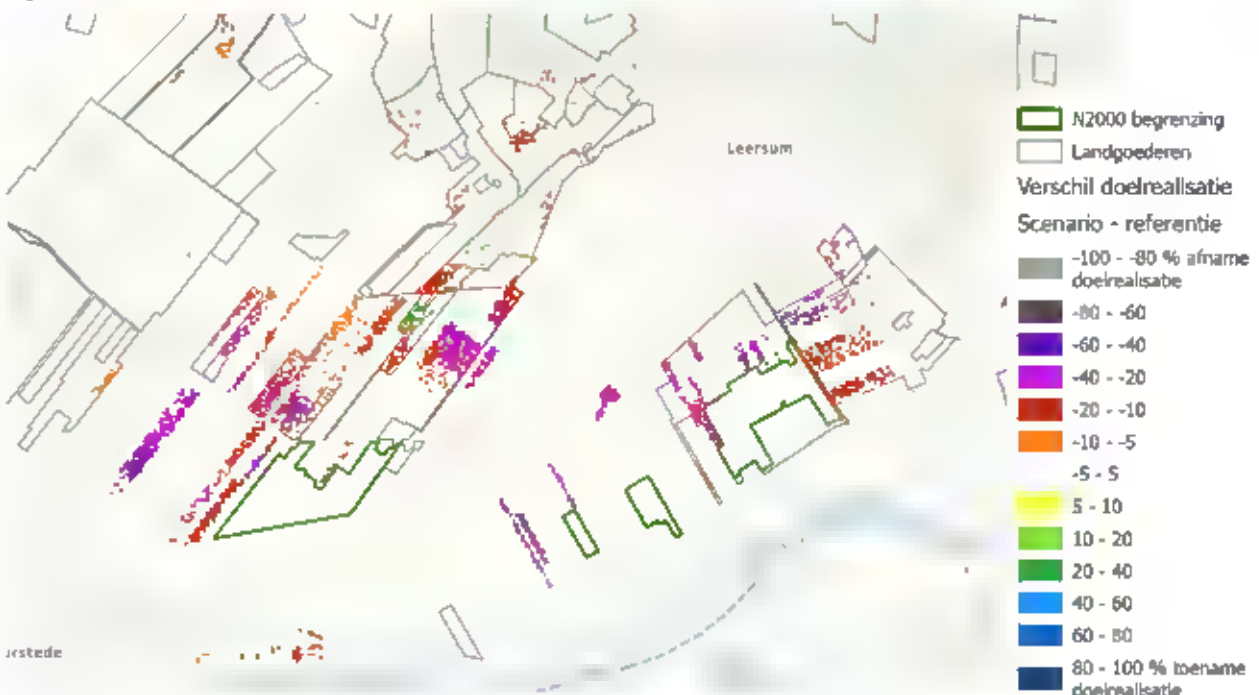 Leersum
N2000 begrenzing
Landgoederen
Verschil doelrealisatie
Scenario - referentie
-100 - -80 % afname
doelrealisatie
-80 - -60
-60 - -40
-40 - -20
-20 - -10
-10 - -5
-5 - 5
5 - 10
10 - 20
20 - 40
40 - 60
60 - 80
80 - 100 % toename
doelrealisatie